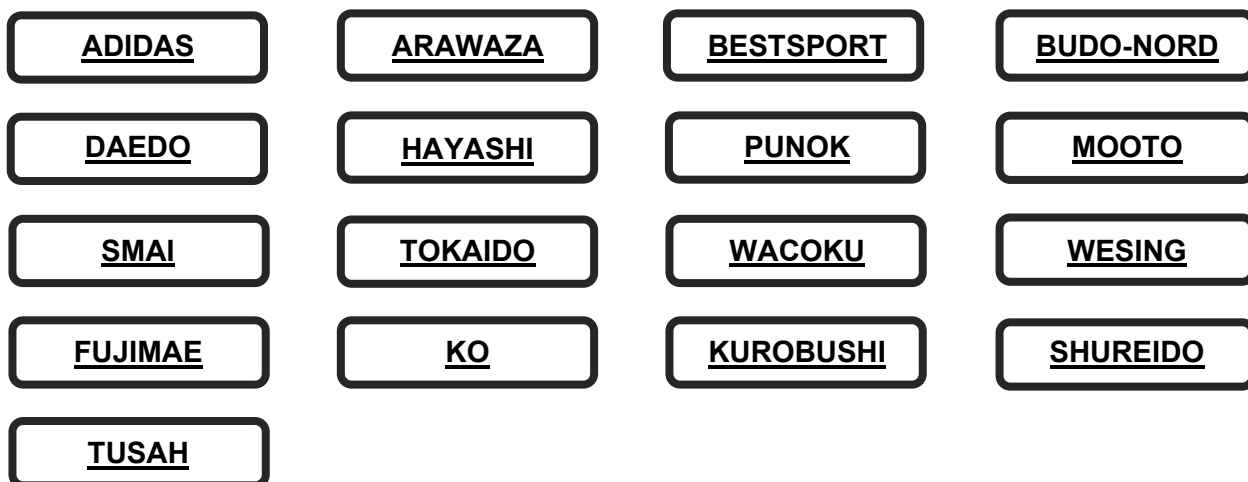 ADIDAS ARAWAZA BESTSPORT BUDO-NORD
DAEDO HAYASHI PUNOK MOOTO
SMAI TOKAIDO WACOKU WESING
FUJIMAE KO KUROBUSHI SHUREIDO
TUSAH